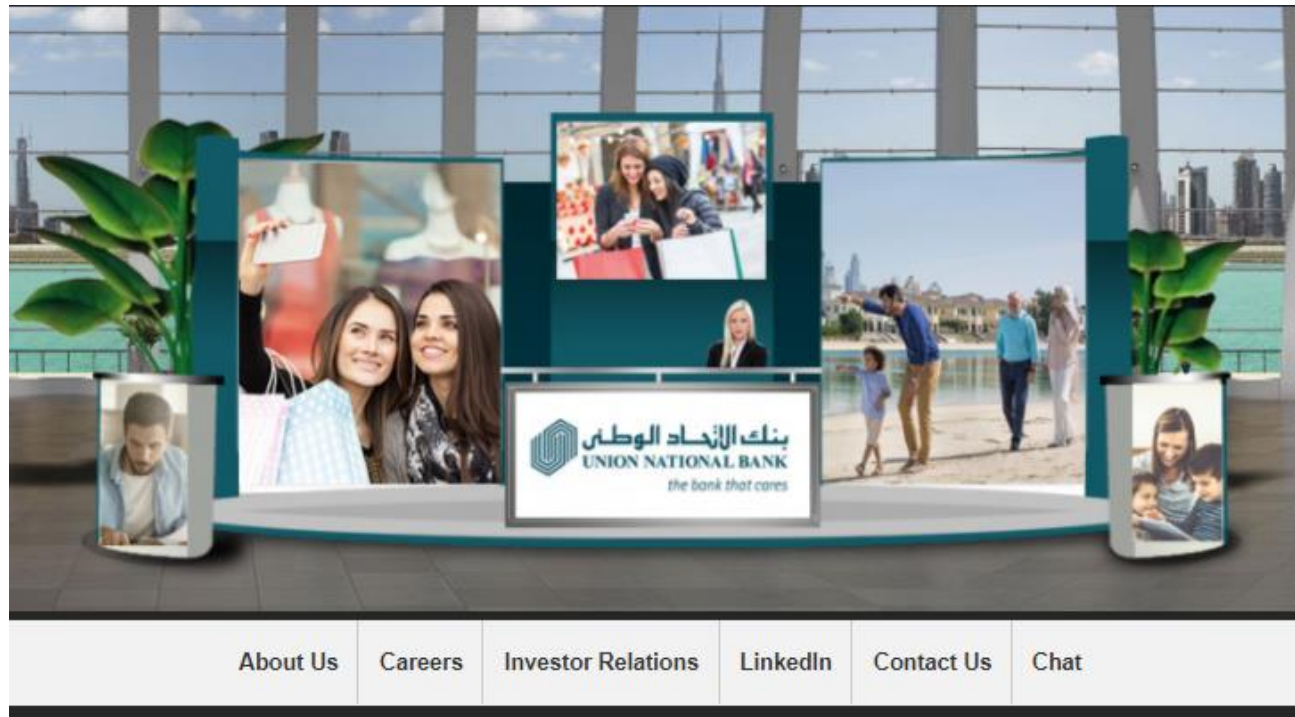 بنك الاتحاد الوطني
UNION NATIONAL BANK
the bank that cares
About Us
Careers
Investor Relations
LinkedIn
Contact Us
Chat